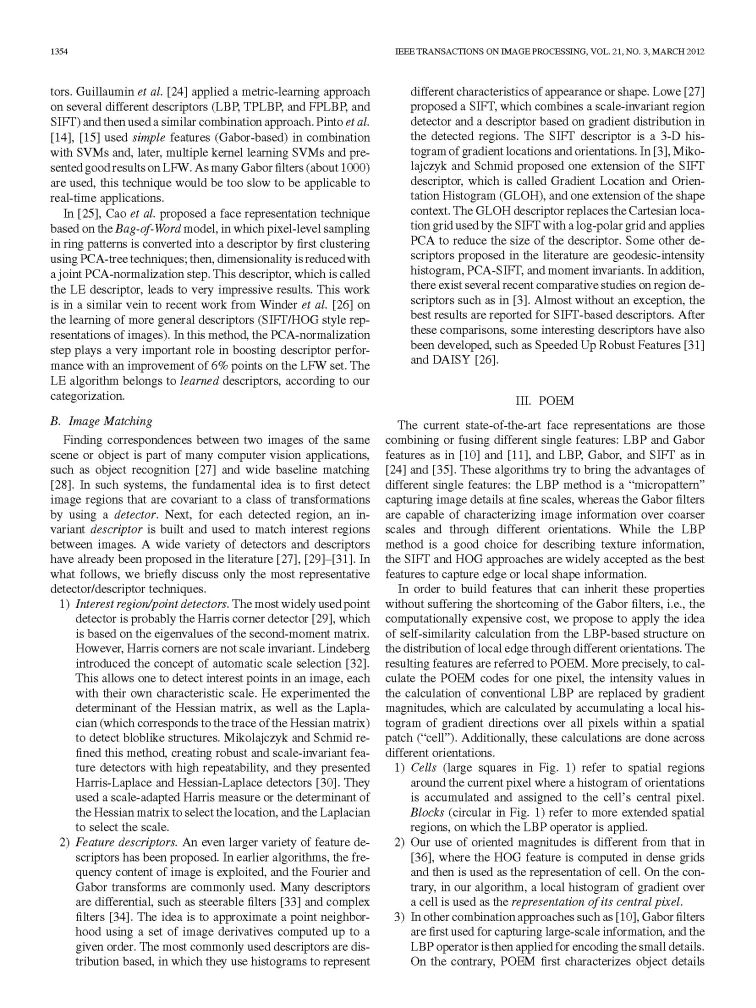 1354
IEEE TRANSACTIONS ON IMAGE PROCESSING, VOL. 21, NO. 3, MARCH 2012
tors. Guillaumin et al. [24] applied a metric-learning approach
on several different descriptors (LBP, TPLBP, and FPLBP, and
SIFT) and then used a similar combination approach. Pinto et al.
[14], [15] used simple features (Gabor-based) in combination
with SVMs and, later, multiple kernel learning SVMs and pre-
sented good results on LFW. As many Gabor filters (about 1000)
are used, this technique would be too slow to be applicable to
real-time applications.
In [25], Cao et al. proposed a face representation technique
based on the Bag-of-Word model, in which pixel-level sampling
in ring patterns is converted into a descriptor by first clustering
using PCA-tree techniques; then, dimensionality is reduced with
a joint PCA-normalization step. This descriptor, which is called
the LE descriptor, leads to very impressive results. This work
is in a similar vein to recent work from Winder et al. [26] on
the learning of more general descriptors (SIFT/HOG style rep-
resentations of images). In this method, the PCA-normalization
step plays a very important role in boosting descriptor perfor-
mance with an improvement of 6% points on the LFW set. The
LE algorithm belongs to learned descriptors, according to our
categorization.
B. Image Matching
Finding correspondences between two images of the same
scene or object is part of many computer vision applications,
such as object recognition [27] and wide baseline matching
[28]. In such systems, the fundamental idea is to first detect
image regions that are covariant to a class of transformations
by using a detector. Next, for each detected region, an in-
variant descriptor is built and used to match interest regions
between images. A wide variety of detectors and descriptors
have already been proposed in the literature [27], [29]–[31]. In
what follows, we briefly discuss only the most representative
detector/descriptor techniques.
1) Interest region/point detectors. The most widely used point
detector is probably the Harris corner detector [29], which
is based on the eigenvalues of the second-moment matrix.
However, Harris corners are not scale invariant. Lindeberg
introduced the concept of automatic scale selection [32].
This allows one to detect interest points in an image, each
with their own characteristic scale. He experimented the
determinant of the Hessian matrix, as well as the Lapla-
cian (which corresponds to the trace of the Hessian matrix)
to detect bloblike structures. Mikolajczyk and Schmid re-
fined this method, creating robust and scale-invariant fea-
ture detectors with high repeatability, and they presented
Harris-Laplace and Hessian-Laplace detectors [30]. They
used a scale-adapted Harris measure or the determinant of
the Hessian matrix to select the location, and the Laplacian
to select the scale.
2) Feature descriptors. An even larger variety of feature de-
scriptors has been proposed. In earlier algorithms, the fre-
quency content of image is exploited, and the Fourier and
Gabor transforms are commonly used. Many descriptors
are differential, such as steerable filters [33] and complex
filters [34]. The idea is to approximate a point neighbor-
hood using a set of image derivatives computed up to a
given order. The most commonly used descriptors are dis-
tribution based, in which they use histograms to represent
different characteristics of appearance or shape. Lowe [27]
proposed a SIFT, which combines a scale-invariant region
detector and a descriptor based on gradient distribution in
the detected regions. The SIFT descriptor is a 3-D his-
togram of gradient locations and orientations. In [3], Miko-
lajczyk and Schmid proposed one extension of the SIFT
descriptor, which is called Gradient Location and Orien-
tation Histogram (GLOH), and one extension of the shape
context. The GLOH descriptor replaces the Cartesian loca-
tion grid used by the SIFT with a log-polar grid and applies
PCA to reduce the size of the descriptor. Some other de-
scriptors proposed in the literature are geodesic-intensity
histogram, PCA-SIFT, and moment invariants. In addition,
there exist several recent comparative studies on region de-
scriptors such as in [3]. Almost without an exception, the
best results are reported for SIFT-based descriptors. After
these comparisons, some interesting descriptors have also
been developed, such as Speeded Up Robust Features [31]
and DAISY [26].
III. POEM
The current state-of-the-art face representations are those
combining or fusing different single features: LBP and Gabor
features as in [10] and [11], and LBP, Gabor, and SIFT as in
[24] and [35]. These algorithms try to bring the advantages of
different single features: the LBP method is a “micropattern”
capturing image details at fine scales, whereas the Gabor filters
are capable of characterizing image information over coarser
scales and through different orientations. While the LBP
method is a good choice for describing texture information,
the SIFT and HOG approaches are widely accepted as the best
features to capture edge or local shape information.
In order to build features that can inherit these properties
without suffering the shortcoming of the Gabor filters, i.e., the
computationally expensive cost, we propose to apply the idea
of self-similarity calculation from the LBP-based structure on
the distribution of local edge through different orientations. The
resulting features are referred to POEM. More precisely, to cal-
culate the POEM codes for one pixel, the intensity values in
the calculation of conventional LBP are replaced by gradient
magnitudes, which are calculated by accumulating a local his-
togram of gradient directions over all pixels within a spatial
patch (“cell”). Additionally, these calculations are done across
different orientations.
1) Cells (large squares in Fig. 1) refer to spatial regions
around the current pixel where a histogram of orientations
is accumulated and assigned to the cell’s central pixel.
Blocks (circular in Fig. 1) refer to more extended spatial
regions, on which the LBP operator is applied.
2) Our use of oriented magnitudes is different from that in
[36], where the HOG feature is computed in dense grids
and then is used as the representation of cell. On the con-
trary, in our algorithm, a local histogram of gradient over
a cell is used as the representation of its central pixel.
3) In other combination approaches such as [10], Gabor filters
are first used for capturing large-scale information, and the
LBP operator is then applied for encoding the small details.
On the contrary, POEM first characterizes object details